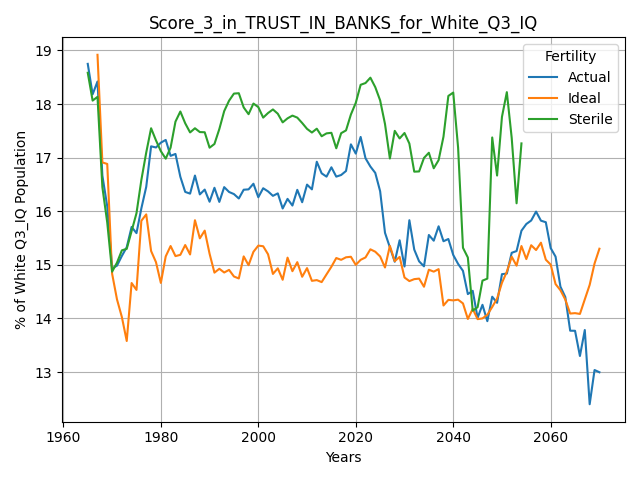 Score_3_in_TRUST_IN_BANKS_for_White_Q3_IQ
Fertility
Actual
Ideal
Sterile
% of White Q3_IQ Population
19
18
17
16
15
14
13
1960
1980
2000
2020
2040
2060
Years